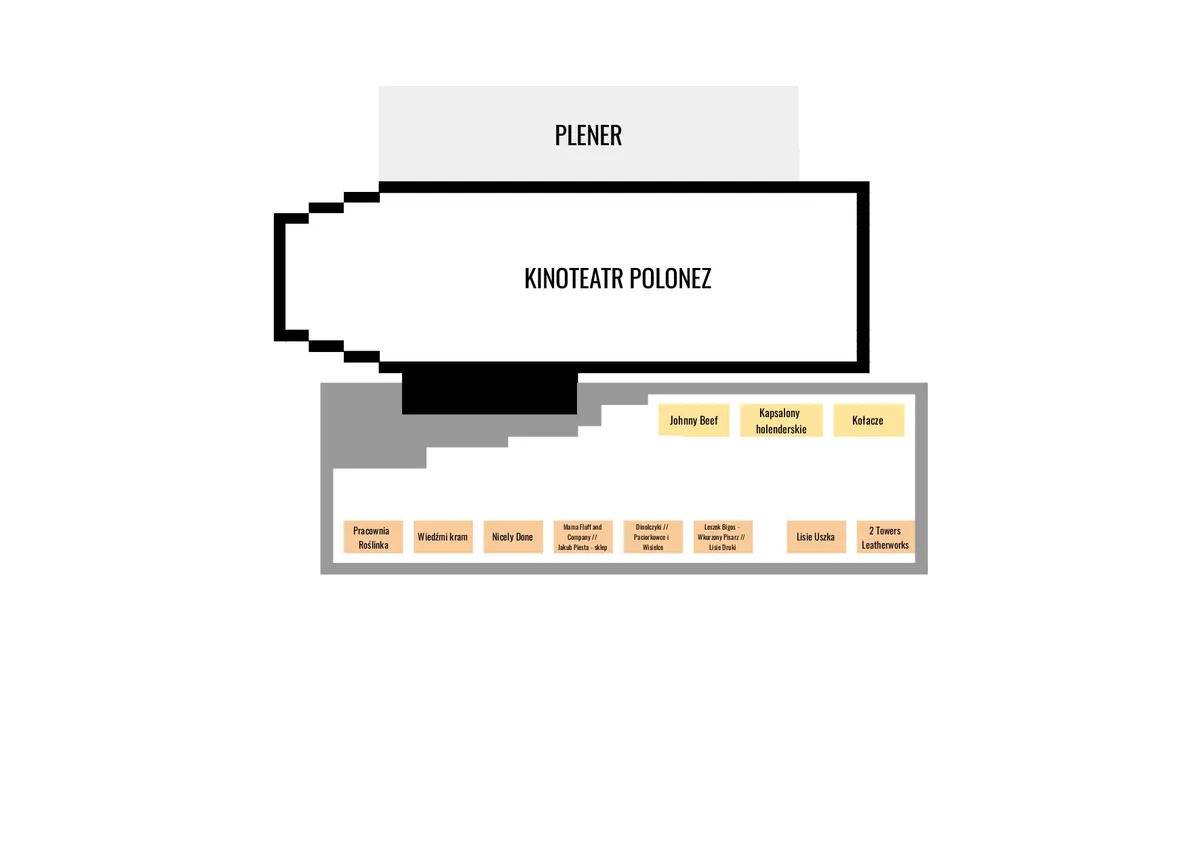 PLENER
KINOTEATR POLONEZ
Johnny Beef
Kapsalony
holenderskie
Kołacze
Pracownia
Roślinka
Wiedźmi kram
Nicely Done
Mama Fluff and
Company //
Jakub Piesta - sklep
Dinolczyki //
Paciorkowce i
Wisielce
Leszek Bigos -
Wkurzony Pisarz //
Lisie Druki
Lisie Uszka
2 Towers
Leatherworks